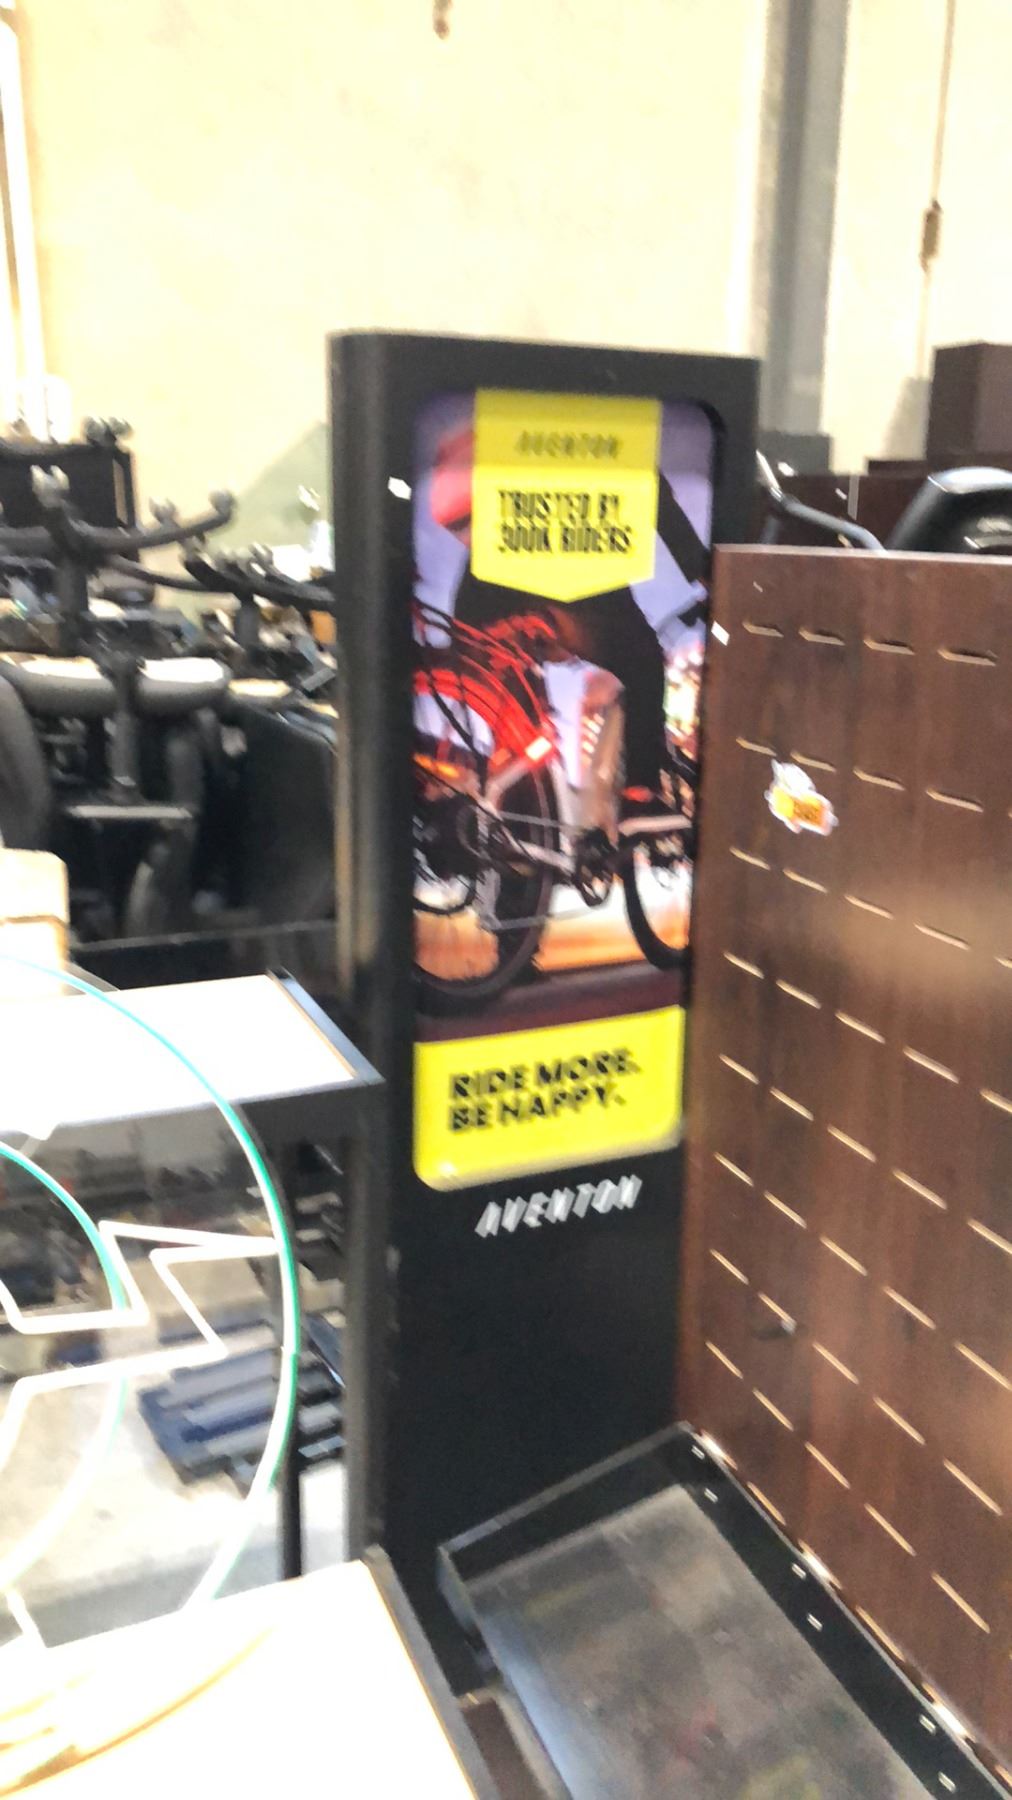 AVENTON
TRUSTED BY
300K RIDERS
RIDE MORE.
BE HAPPY.
AVENTON